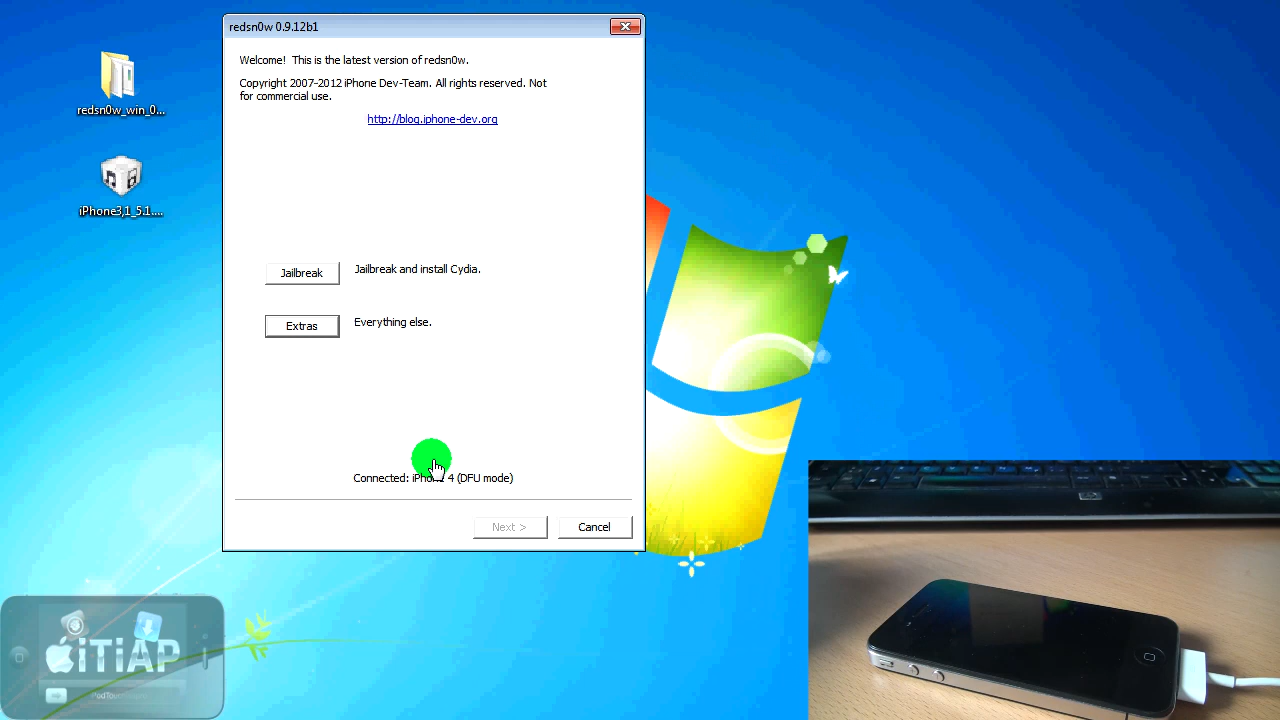 redsn0w 0.9.12b1
Welcome! This is the latest version of redsn0w.
Copyright 2007-2012 iPhone Dev-Team. All rights reserved. Not
for commercial use.
http://blog.iphone-dev.org
Jailbreak
Jailbreak and install Cydia.
Extras
Everything else.
Connected: iPhone 4 (DFU mode)
Next >
Cancel
redsn0w_win_0...
iPhone3,1_5.1....
iTiAP